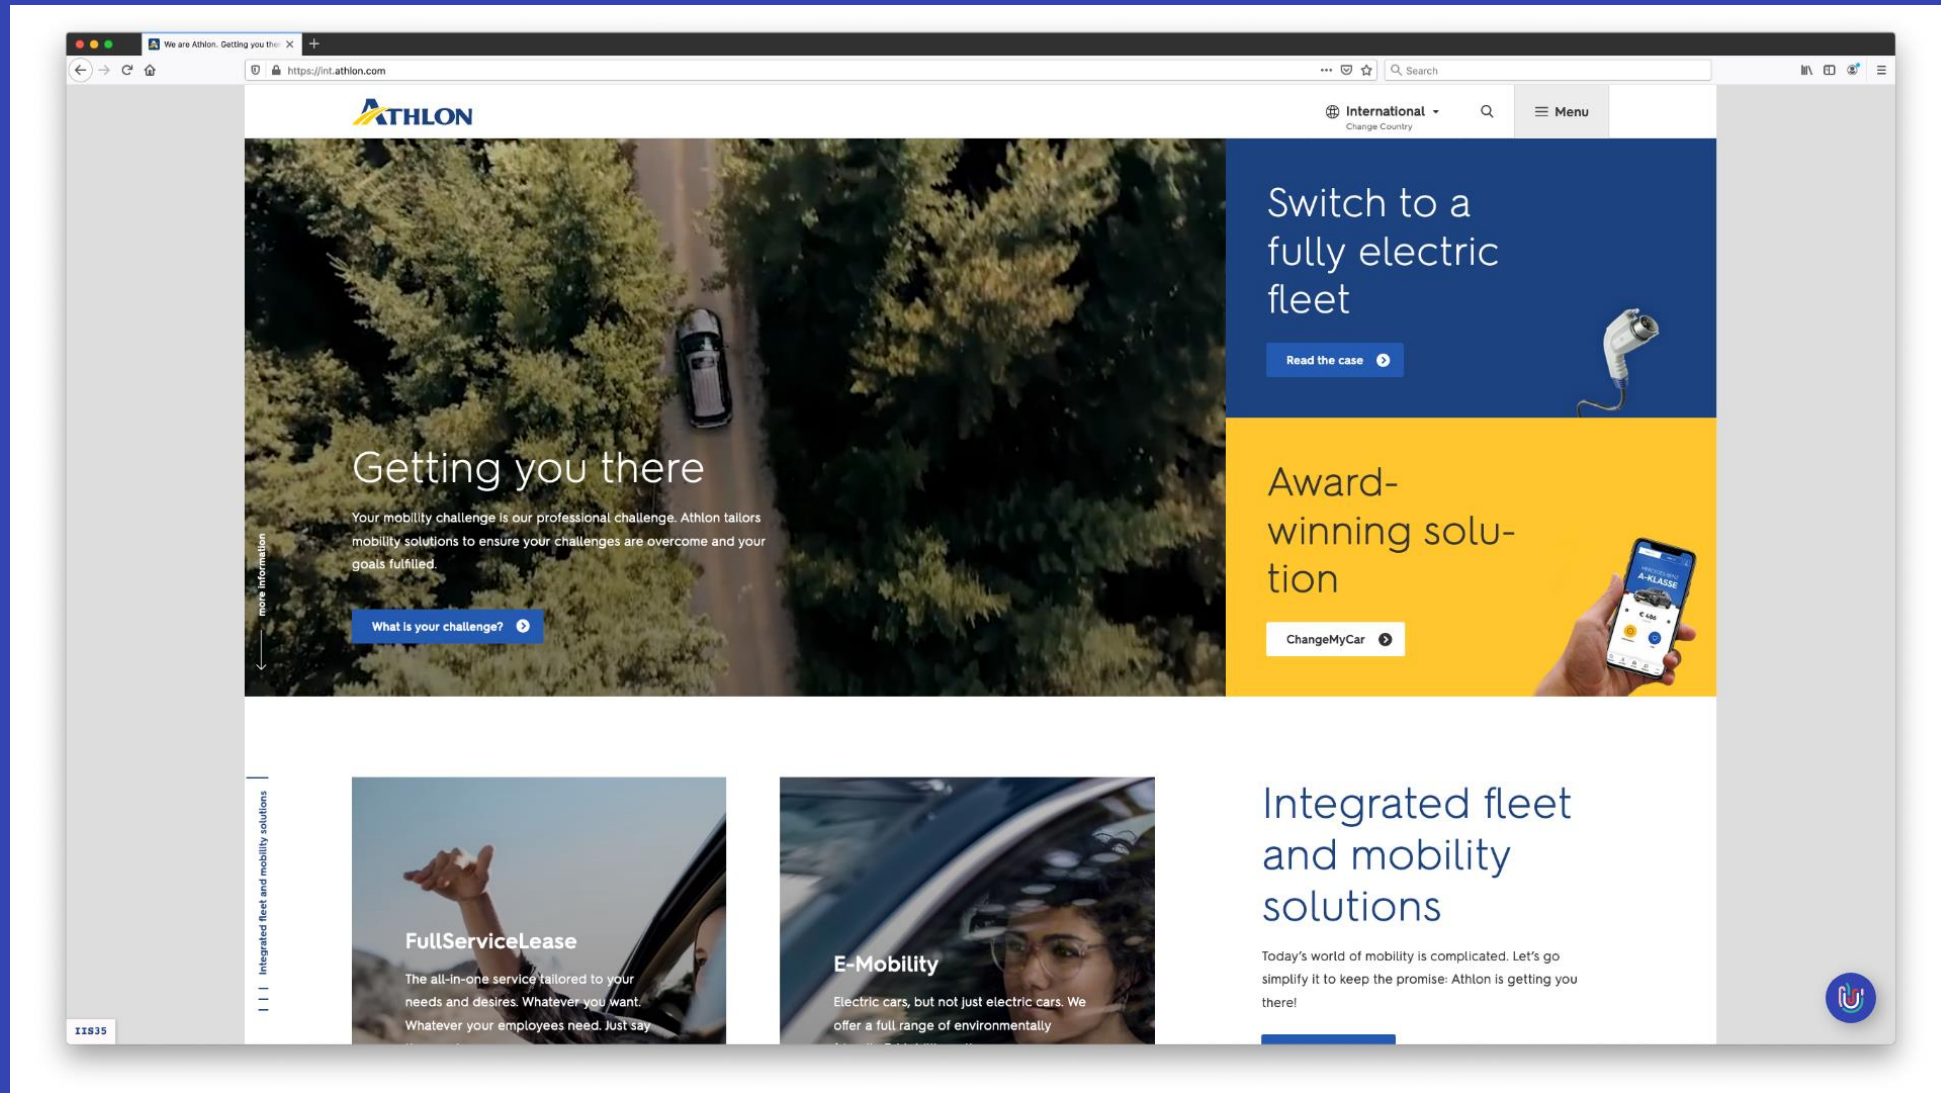 We are Athlon. Getting you ther
https://int.athlon.com
Search
ATHLON
International
Change Country
Menu
Getting you there
Your mobility challenge is our professional challenge. Athlon tailors
mobility solutions to ensure your challenges are overcome and your
goals fulfilled.
What is your challenge?
more information
Switch to a
fully electric
fleet
Read the case
Award-
winning solu-
tion
ChangeMyCar
A-KLASSE
€ 486
Integrated fleet and mobility solutions
FullServiceLease
The all-in-one service tailored to your
needs and desires. Whatever you want.
Whatever your employees need. Just say
E-Mobility
Electric cars, but not just electric cars. We
offer a full range of environmentally
Integrated fleet
and mobility
solutions
Today's world of mobility is complicated. Let's go
simplify it to keep the promise: Athlon is getting you
there!
IIS35